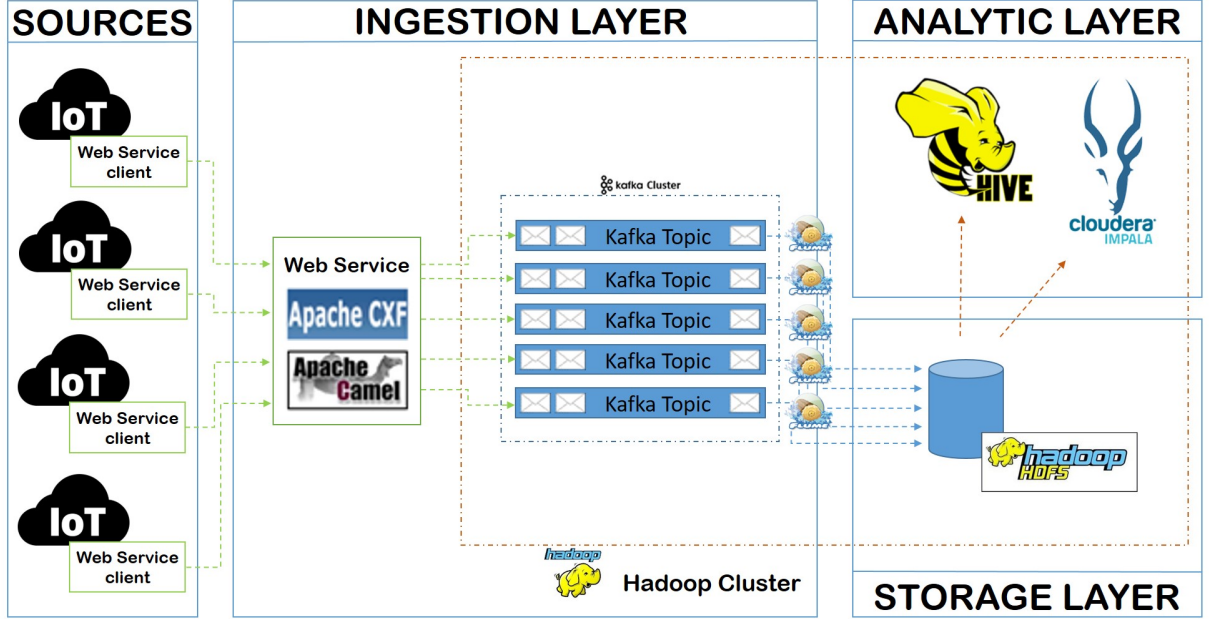 SOURCES
INGESTION LAYER
ANALYTIC LAYER
IoT
Web Service
client
IoT
Web Service
client
IoT
Web Service
client
IoT
Web Service
client
Web Service
Apache CXF
Apache
Camel
kafka Cluster
Kafka Topic
Kafka Topic
Kafka Topic
Kafka Topic
Kafka Topic
HIVE
cloudera
IMPALA
hadoop
HDFS
hadoop
Hadoop Cluster
STORAGE LAYER